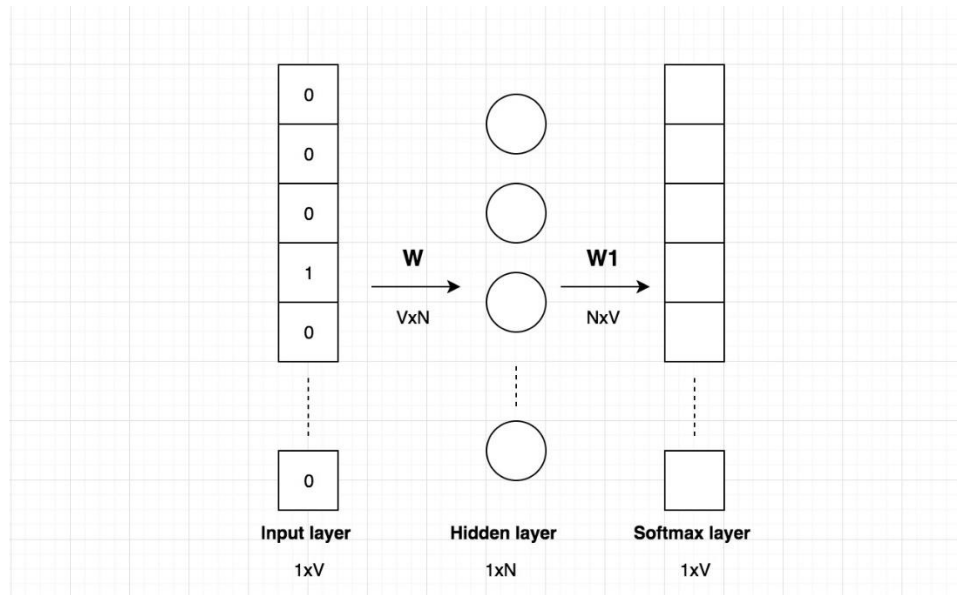 0
0
0
1
0
0
W
VxN
W1
NxV
Input layer
Hidden layer
Softmax layer
1xV
1xN
1xV